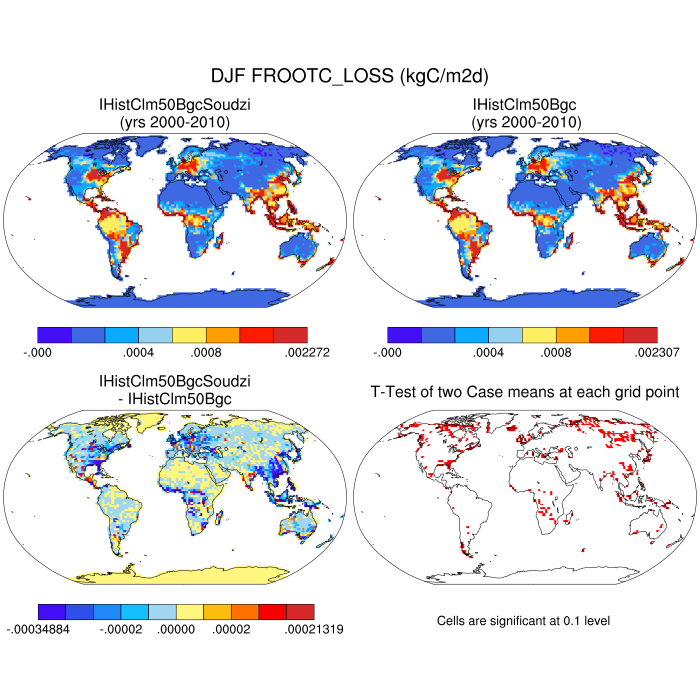 DJF FROOTC_LOSS (kgC/m2d)
IHistClm50BgcSoudzi
(yrs 2000-2010)
IHistClm50Bgc
(yrs 2000-2010)
-.000 .0004 .0008 .002272
-.000 .0004 .0008 .002307
IHistClm50BgcSoudzi
- IHistClm50Bgc
T-Test of two Case means at each grid point
-.00034884 -.00002 .00000 .00002 .00021319
Cells are significant at 0.1 level